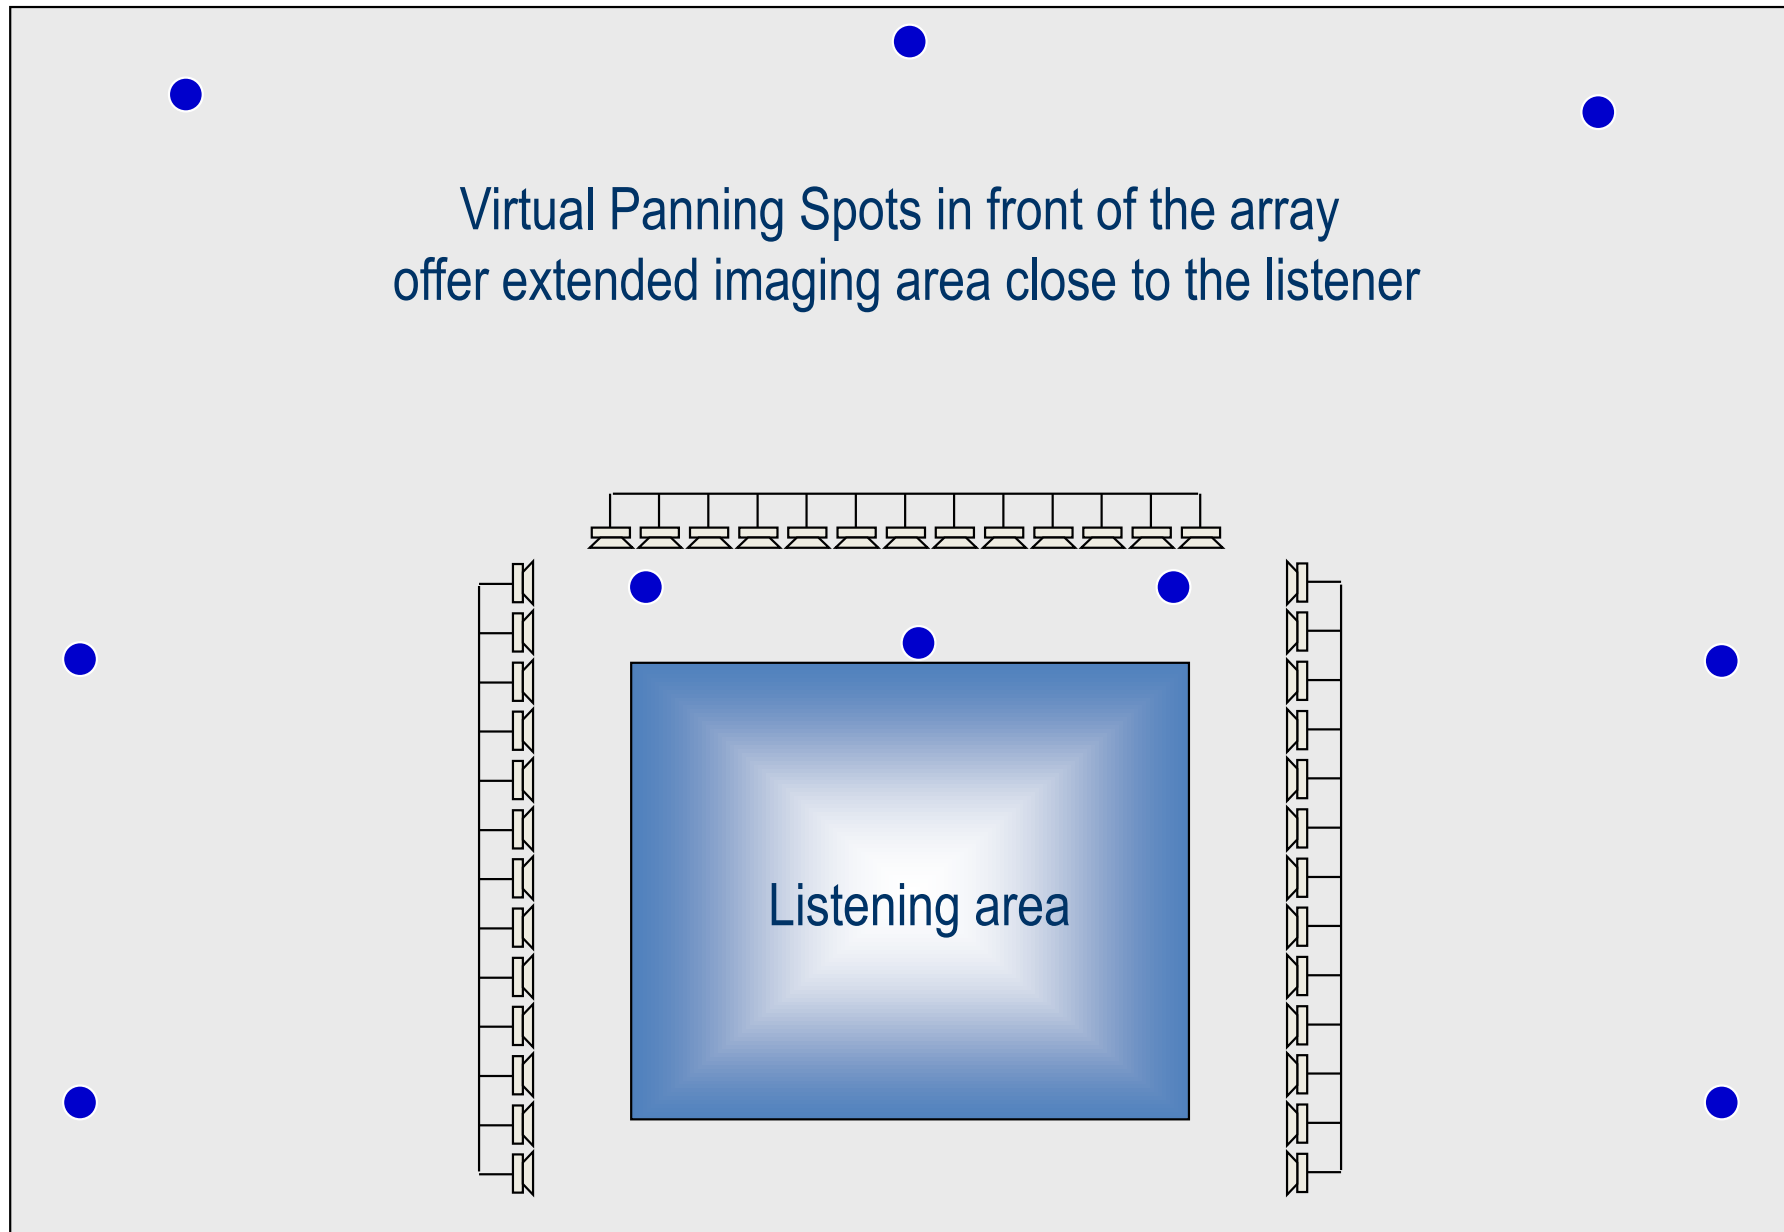 Virtual Panning Spots in front of the array
offer extended imaging area close to the listener
Listening area